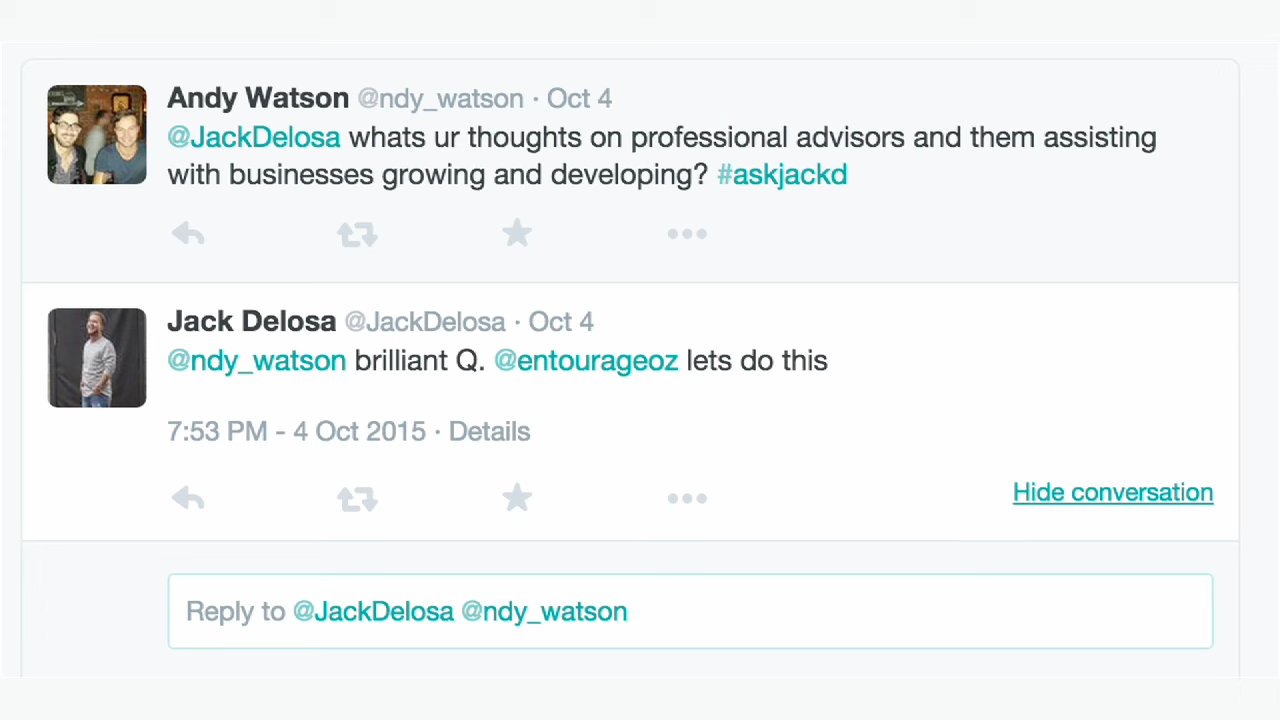 Andy Watson @ndy_watson · Oct 4
@JackDelosa whats ur thoughts on professional advisors and them assisting
with businesses growing and developing? #askjackd
Jack Delosa @JackDelosa · Oct 4
@ndy_watson brilliant Q. @entourageoz lets do this
7:53 PM - 4 Oct 2015 · Details
Hide conversation
Reply to @JackDelosa @ndy_watson